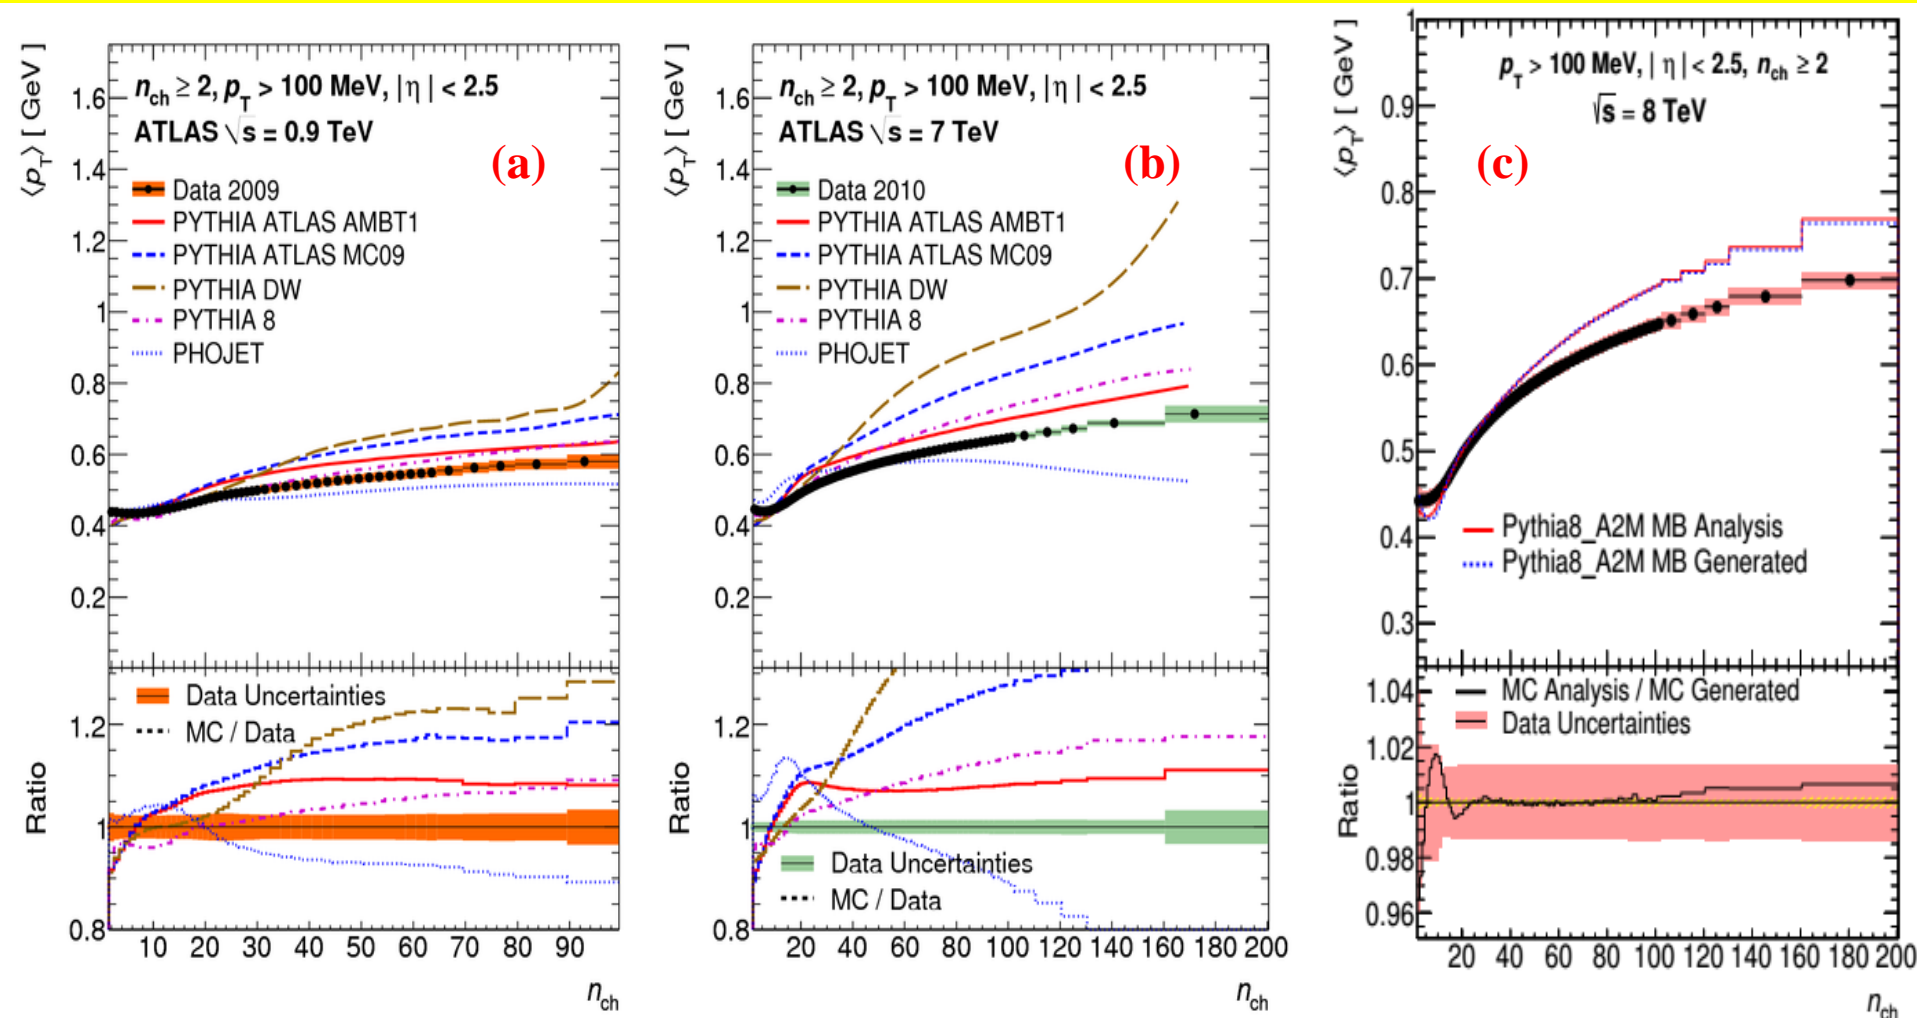 ⟨p_T⟩ [ GeV ]
n_ch ≥ 2, p_T > 100 MeV, | η | < 2.5
ATLAS √s = 0.9 TeV
(a)
Data 2009
PYTHIA ATLAS AMBT1
PYTHIA ATLAS MC09
PYTHIA DW
PYTHIA 8
PHOJET
1.6
1.4
1.2
1
0.8
0.6
0.4
0.2
Ratio
Data Uncertainties
MC / Data
1.2
1
0.8
10 20 30 40 50 60 70 80 90
n_ch
⟨p_T⟩ [ GeV ]
n_ch ≥ 2, p_T > 100 MeV, | η | < 2.5
ATLAS √s = 7 TeV
(b)
Data 2010
PYTHIA ATLAS AMBT1
PYTHIA ATLAS MC09
PYTHIA DW
PYTHIA 8
PHOJET
1.6
1.4
1.2
1
0.8
0.6
0.4
0.2
Ratio
Data Uncertainties
MC / Data
1.2
1
0.8
20 40 60 80 100 120 140 160 180 200
n_ch
⟨p_T⟩ [ GeV ]
p_T > 100 MeV, | η | < 2.5, n_ch ≥ 2
√s = 8 TeV
(c)
1
0.9
0.8
0.7
0.6
0.5
0.4
0.3
Pythia8_A2M MB Analysis
Pythia8_A2M MB Generated
Ratio
MC Analysis / MC Generated
Data Uncertainties
1.04
1.02
1
0.98
0.96
20 40 60 80 100 120 140 160 180 200
n_ch